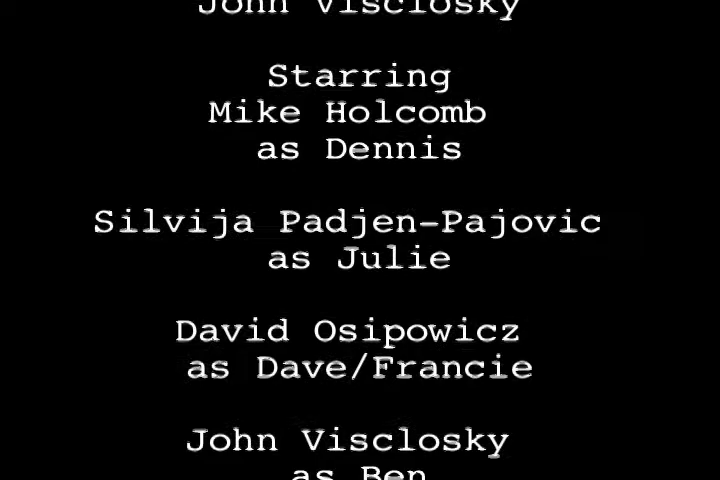 John Visclosky
Starring
Mike Holcomb
as Dennis
Silvija Padjen-Pajovic
as Julie
David Osipowicz
as Dave/Francie
John Visclosky
as Ben